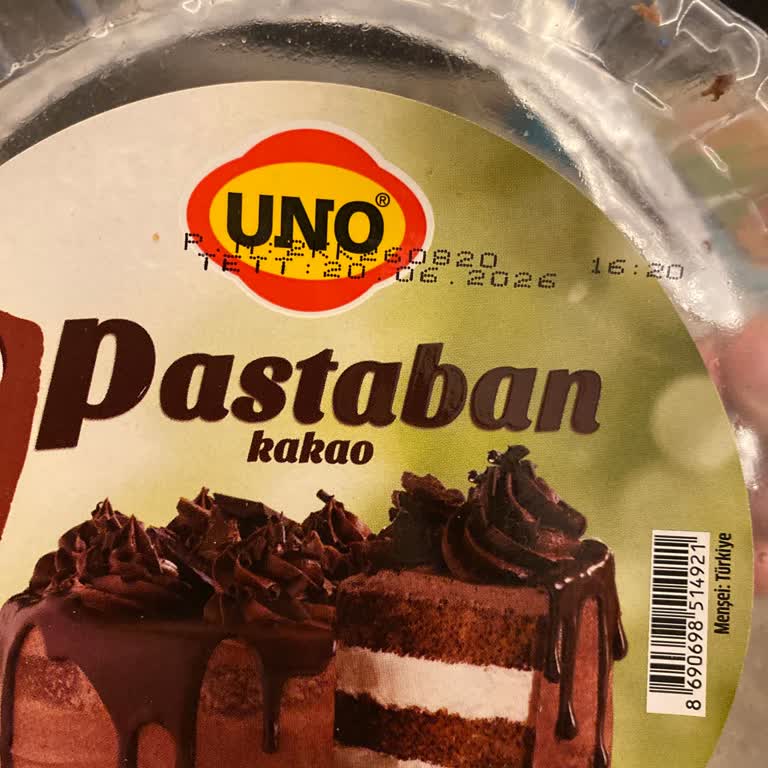 UNO®
TETT:20.06.2026 16:20
Pastaban
kakao
8 690698 514921
Menşei: Türkiye